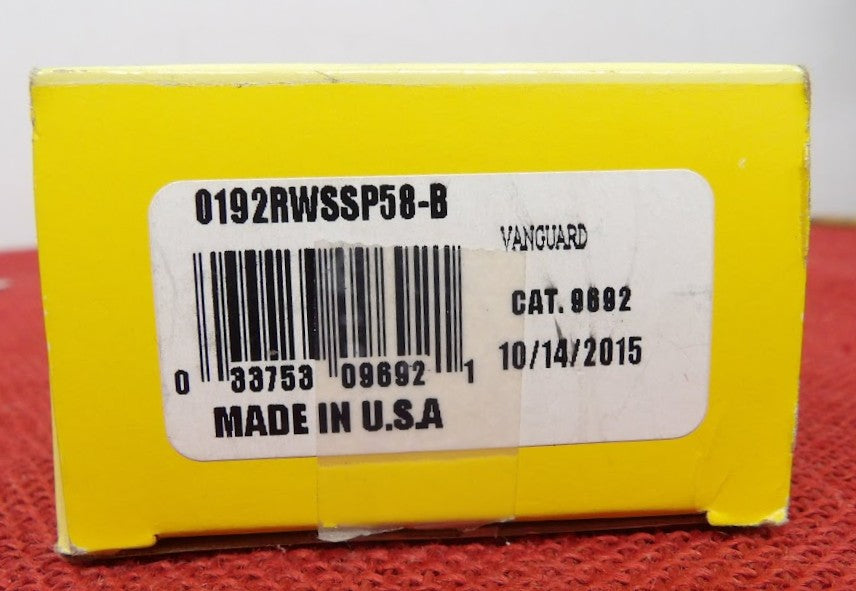 0192RWSSP58-B
VANGUARD
CAT. 9692
10/14/2015
0 33753 09692 1
MADE IN U.S.A